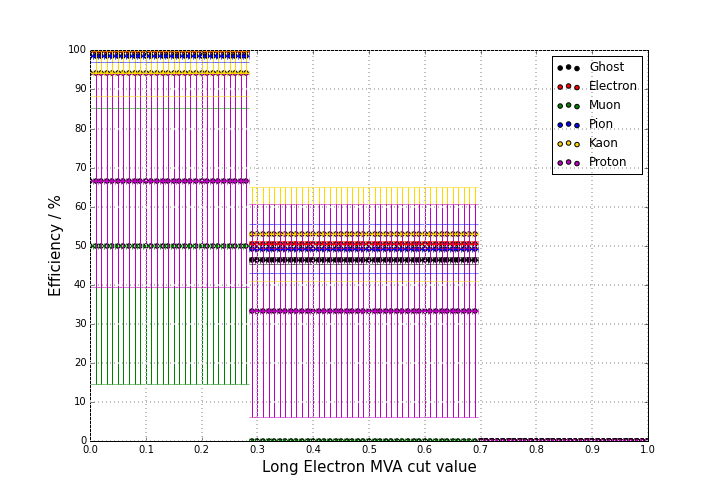 100
90
80
70
60
50
40
30
20
10
0
Efficiency / %
0.0 0.1 0.2 0.3 0.4 0.5 0.6 0.7 0.8 0.9 1.0
Long Electron MVA cut value
Ghost
Electron
Muon
Pion
Kaon
Proton